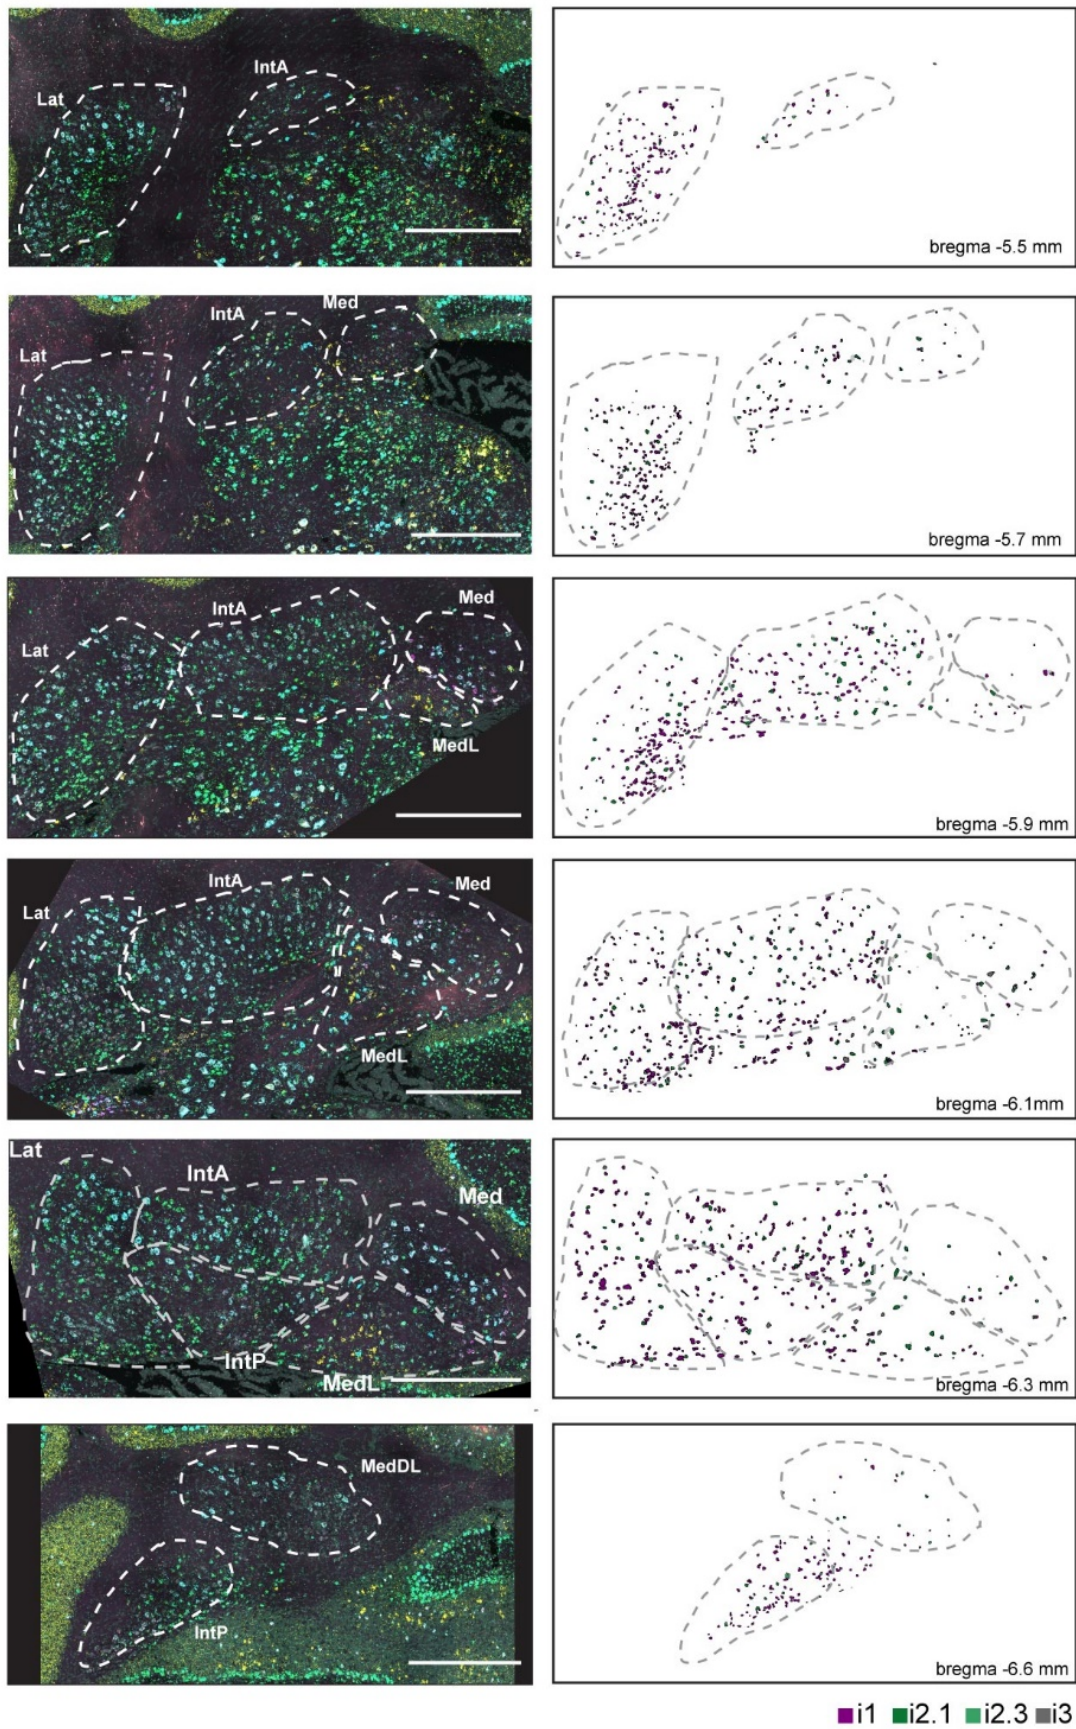 IntA
Lat
bregma -5.5 mm
Med
IntA
Lat
bregma -5.7 mm
Med
IntA
Lat
MedL
bregma -5.9 mm
IntA
Med
Lat
MedL
bregma -6.1mm
Lat
IntA
Med
IntP
MedL
bregma -6.3 mm
MedDL
IntP
bregma -6.6 mm
i1 i2.1 i2.3 i3